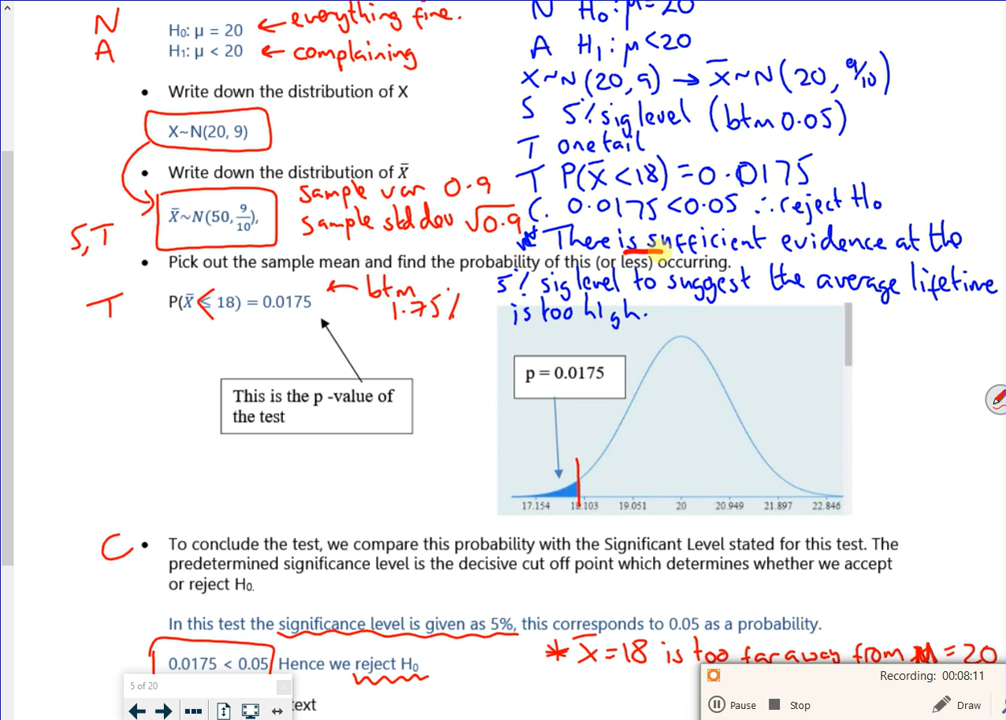 N
H₀: μ = 20
← everything fine.
A
H₁: μ < 20
← complaining
• Write down the distribution of X
X~N(20, 9)
• Write down the distribution of X̄
X̄~N(50, 9/10),
sample var 0.9
sample std dev √0.9
S,T
• Pick out the sample mean and find the probability of this (or less) occurring.
T
P(X̄ ≤ 18) = 0.0175
← btm
1.75%
This is the p -value of
the test
N H₀: μ = 20
A H₁: μ < 20
X~N(20, 9) → X̄~N(20, 9/10)
S 5% sig level (btm 0.05)
T one tail
T P(X̄ < 18) = 0.0175
C. 0.0175 < 0.05 ∴ reject H₀
There is sufficient evidence at the
5% sig level to suggest the average lifetime
is too high.
p = 0.0175
17.154 18.103 19.051 20 20.949 21.897 22.846
C
• To conclude the test, we compare this probability with the Significant Level stated for this test. The
predetermined significance level is the decisive cut off point which determines whether we accept
or reject H₀.
In this test the significance level is given as 5%, this corresponds to 0.05 as a probability.
0.0175 < 0.05 Hence we reject H₀
* X̄ = 18 is too far away from μ = 20
5 of 20
text
Recording: 00:08:11
Pause Stop Draw